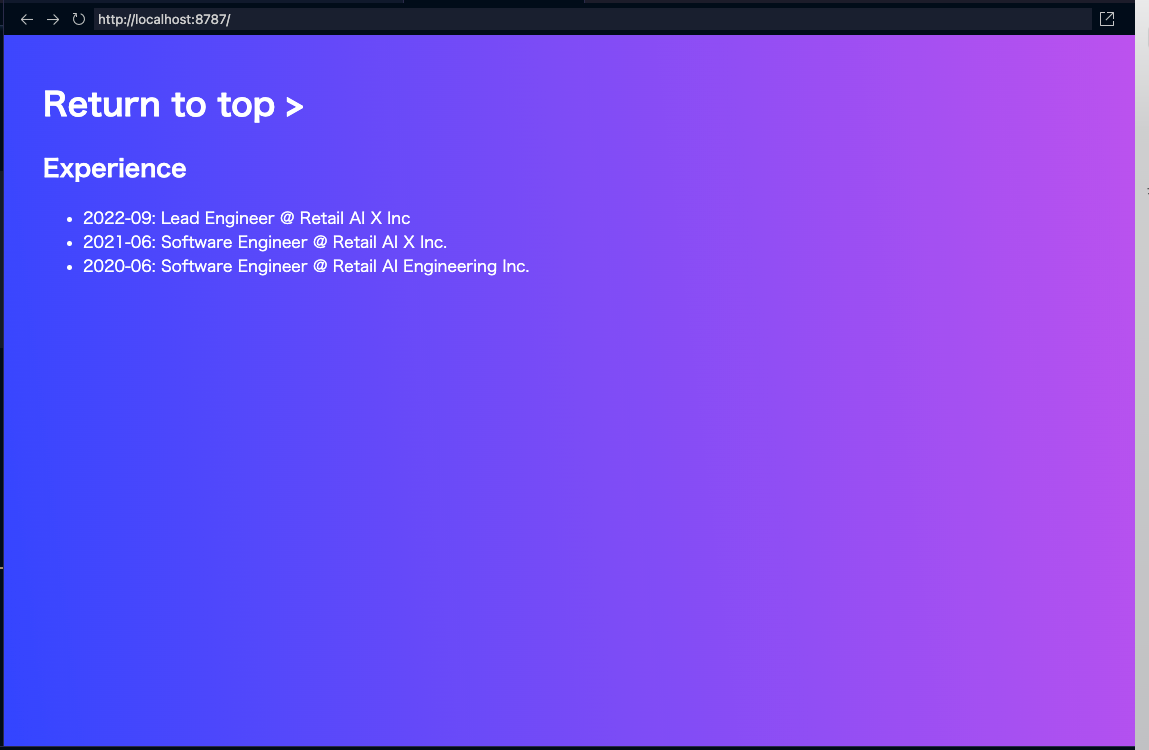 http://localhost:8787/
Return to top >
Experience
• 2022-09: Lead Engineer @ Retail AI X Inc
• 2021-06: Software Engineer @ Retail AI X Inc.
• 2020-06: Software Engineer @ Retail AI Engineering Inc.